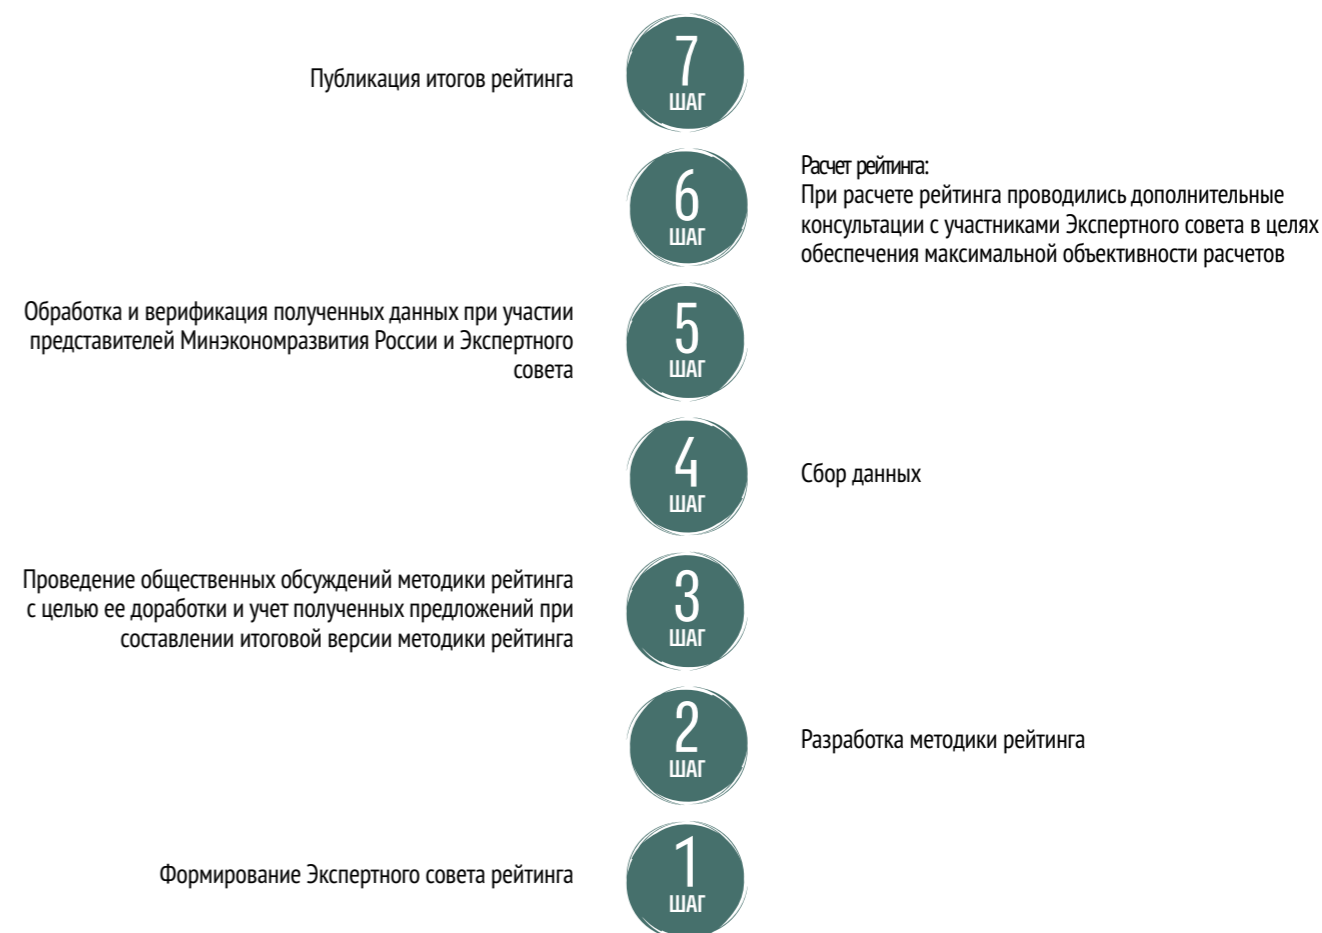 Публикация итогов рейтинга
7
ШАГ
6
ШАГ
Расчет рейтинга:
При расчете рейтинга проводились дополнительные
консультации с участниками Экспертного совета в целях
обеспечения максимальной объективности расчетов
Обработка и верификация полученных данных при участии
представителей Минэкономразвития России и Экспертного
совета
5
ШАГ
4
ШАГ
Сбор данных
Проведение общественных обсуждений методики рейтинга
с целью ее доработки и учет полученных предложений при
составлении итоговой версии методики рейтинга
3
ШАГ
2
ШАГ
Разработка методики рейтинга
Формирование Экспертного совета рейтинга
1
ШАГ